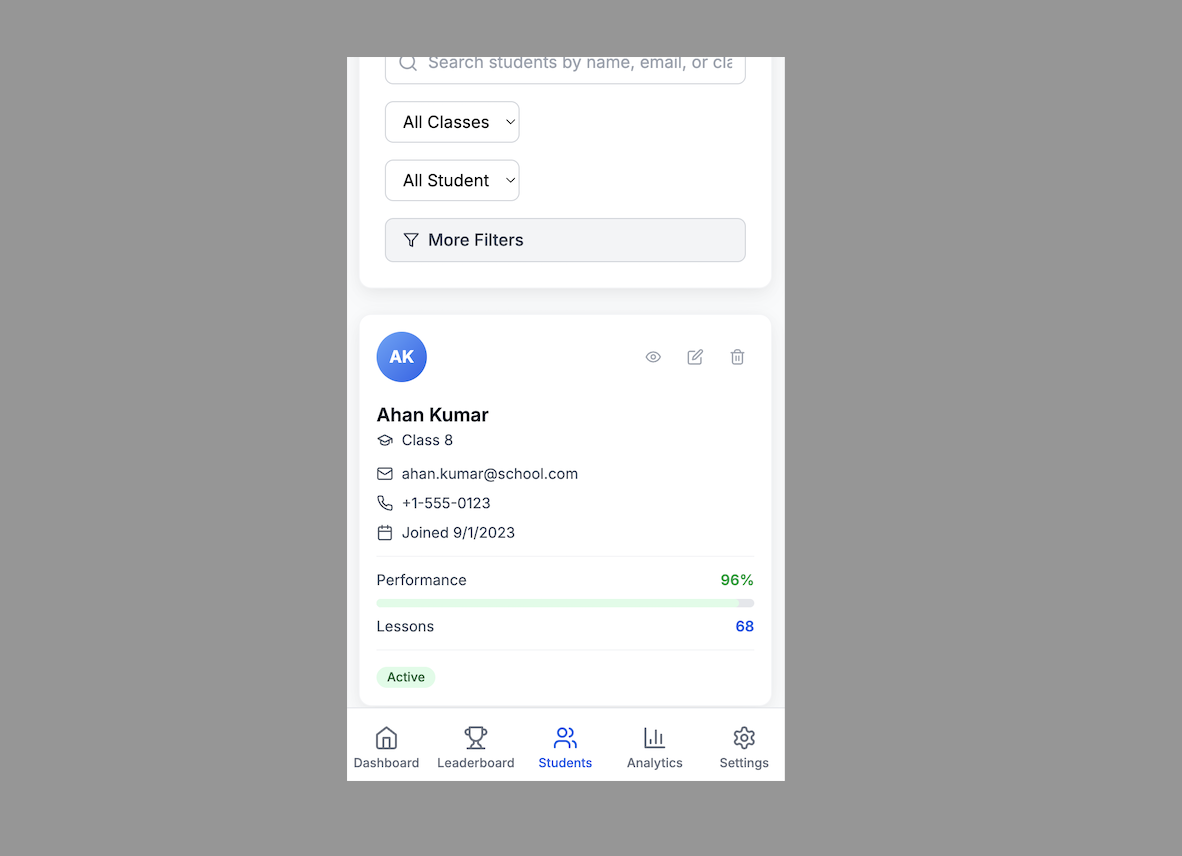 Search students by name, email, or cla
All Classes
All Student
More Filters
AK
Ahan Kumar
Class 8
ahan.kumar@school.com
+1-555-0123
Joined 9/1/2023
Performance 96%
Lessons 68
Active
Dashboard Leaderboard Students Analytics Settings